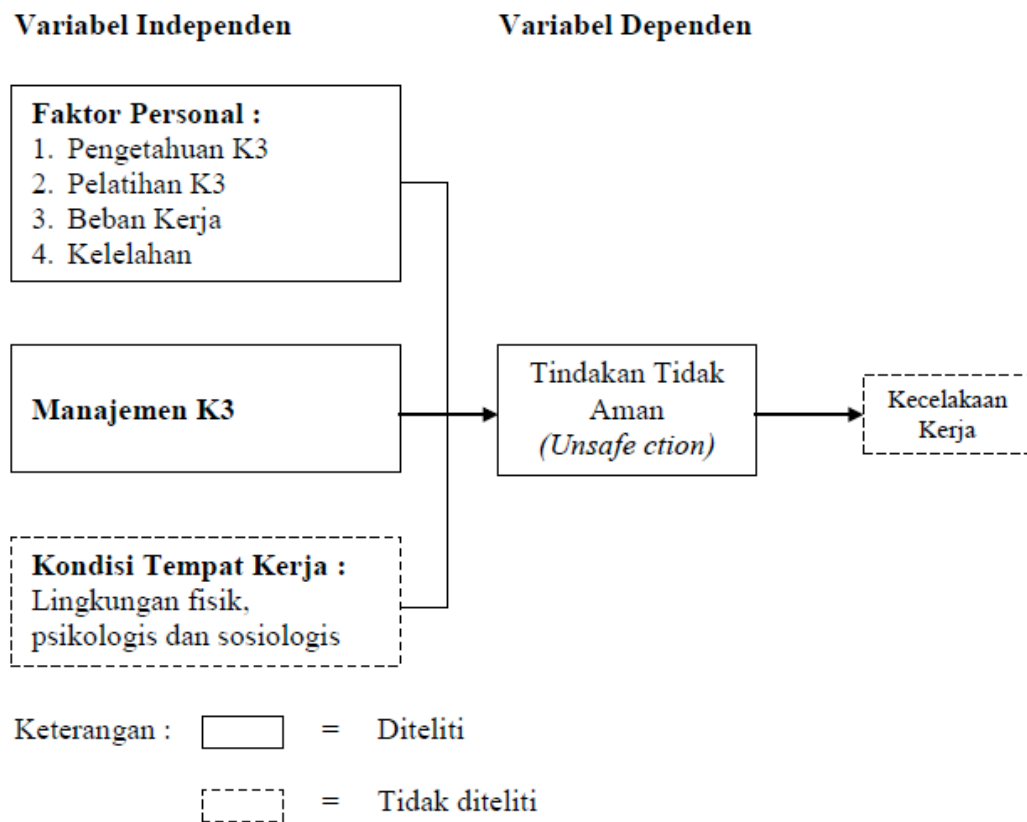 Variabel Independen
Variabel Dependen
Faktor Personal :
1. Pengetahuan K3
2. Pelatihan K3
3. Beban Kerja
4. Kelelahan
Manajemen K3
Tindakan Tidak
Aman
(Unsafe ction)
Kecelakaan
Kerja
Kondisi Tempat Kerja :
Lingkungan fisik,
psikologis dan sosiologis
Keterangan :
= Diteliti
= Tidak diteliti